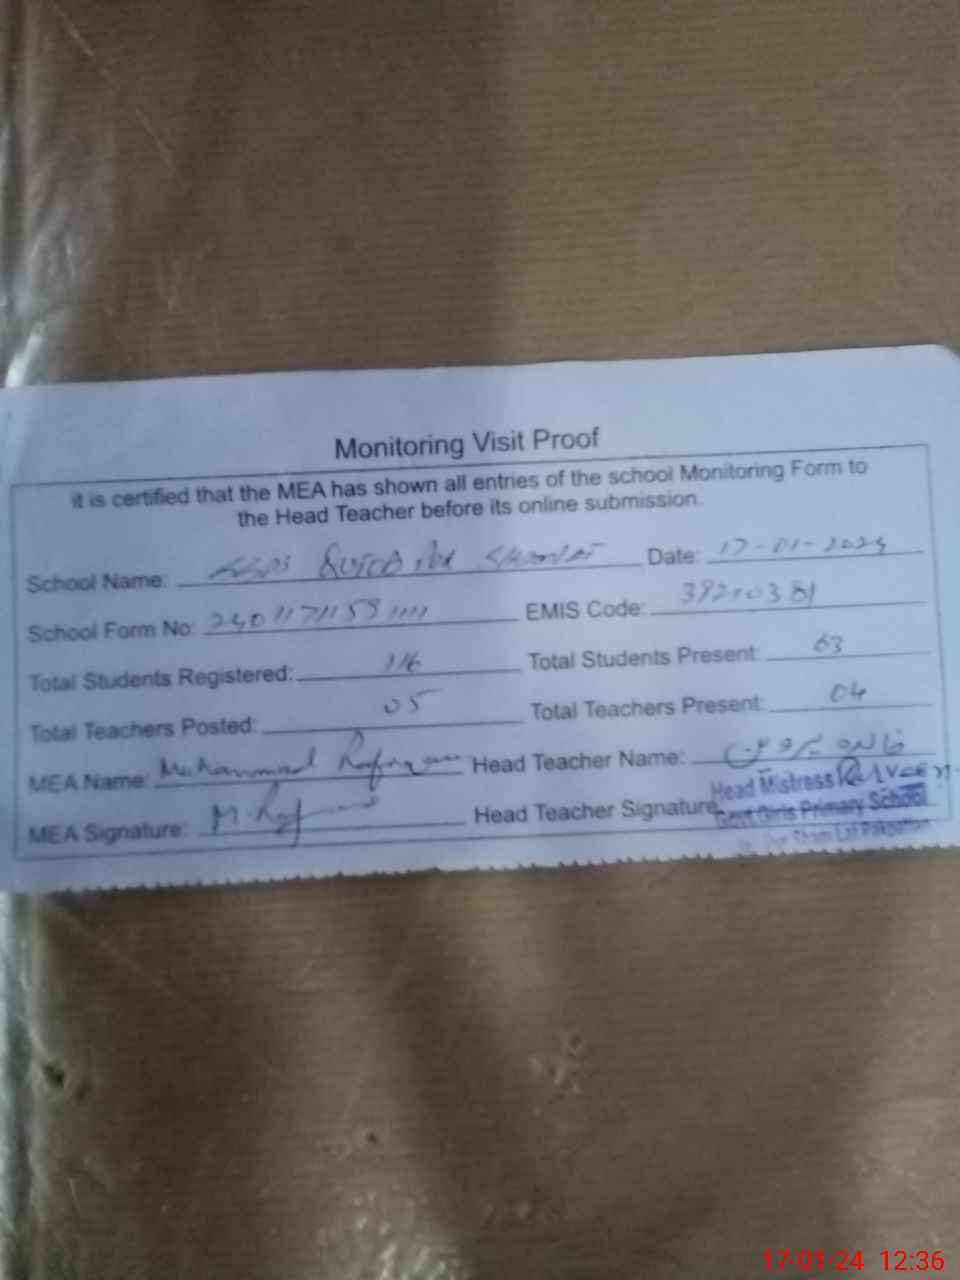 Monitoring Visit Proof
it is certified that the MEA has shown all entries of the school Monitoring Form to
the Head Teacher before its online submission.
School Name: Date: 17-01-2024
School Form No: EMIS Code: 39210381
Total Students Registered: 116 Total Students Present: 63
Total Teachers Posted: 05 Total Teachers Present: 04
MEA Name: Muhammad Head Teacher Name: خالدہ پروین
MEA Signature: Head Teacher Signature:
Head Mistress
Govt Girls Primary School
Pakpattan
17-01-24 12:36